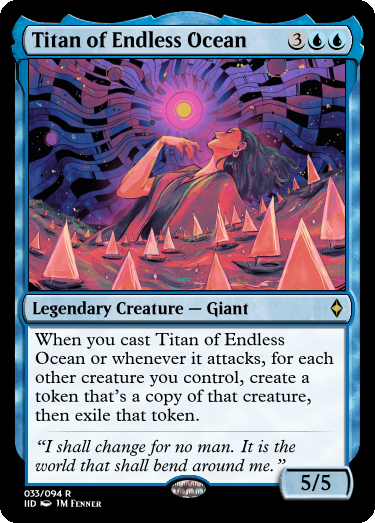 Titan of Endless Ocean 3
Legendary Creature — Giant
When you cast Titan of Endless
Ocean or whenever it attacks, for each
other creature you control, create a
token that's a copy of that creature,
then exile that token.
“I shall change for no man. It is the
world that shall bend around me.”
5/5
033/094 R
IID JM Fenner